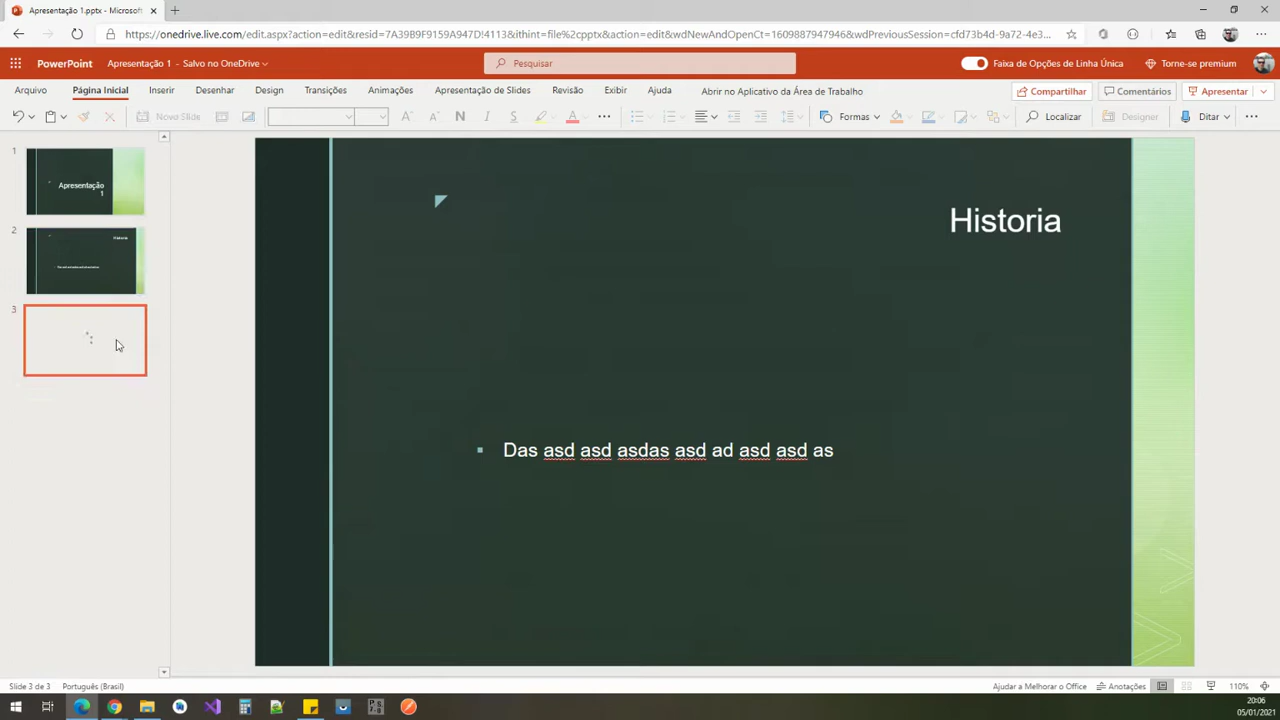 Apresentação 1.pptx - Microsof
https://onedrive.live.com/edit.aspx?action=edit&resid=7A39B9F9159A947D!4113&ithint=file%2cpptx&action=edit&wdNewAndOpenCt=1609887947946&wdPreviousSession=cfd73b4d-9a72-4e3...
PowerPoint Apresentação 1 - Salvo no OneDrive Pesquisar Faixa de Opções de Linha Única Torne-se premium
Arquivo Página Inicial Inserir Desenhar Design Transições Animações Apresentação de Slides Revisão Exibir Ajuda Abrir no Aplicativo da Área de Trabalho Compartilhar Comentários Apresentar
Novo Slide N I S A Formas Localizar Designer Ditar
1
Apresentação
1
2
Historia
3
Historia
Das asd asd asdas asd ad asd asd as
Slide 3 de 3 Português (Brasil) Ajudar a Melhorar o Office Anotações 110%
20:06
05/01/2021